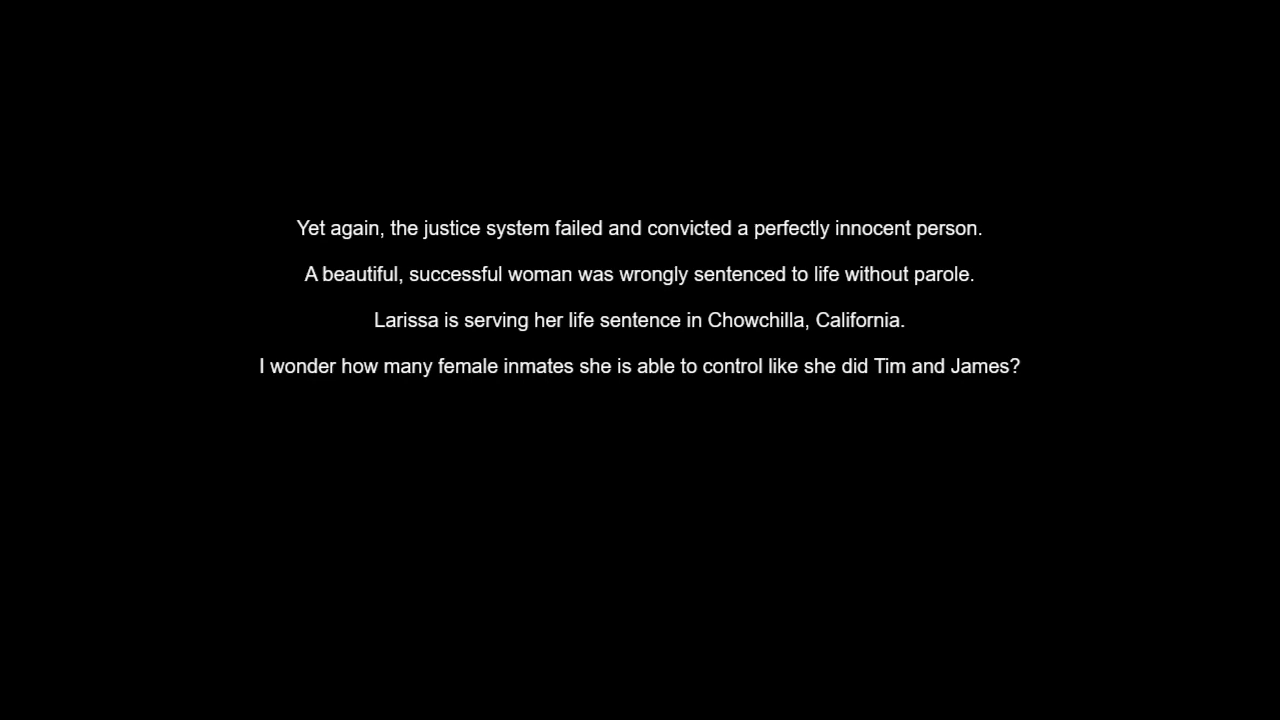 Yet again, the justice system failed and convicted a perfectly innocent person.
A beautiful, successful woman was wrongly sentenced to life without parole.
Larissa is serving her life sentence in Chowchilla, California.
I wonder how many female inmates she is able to control like she did Tim and James?